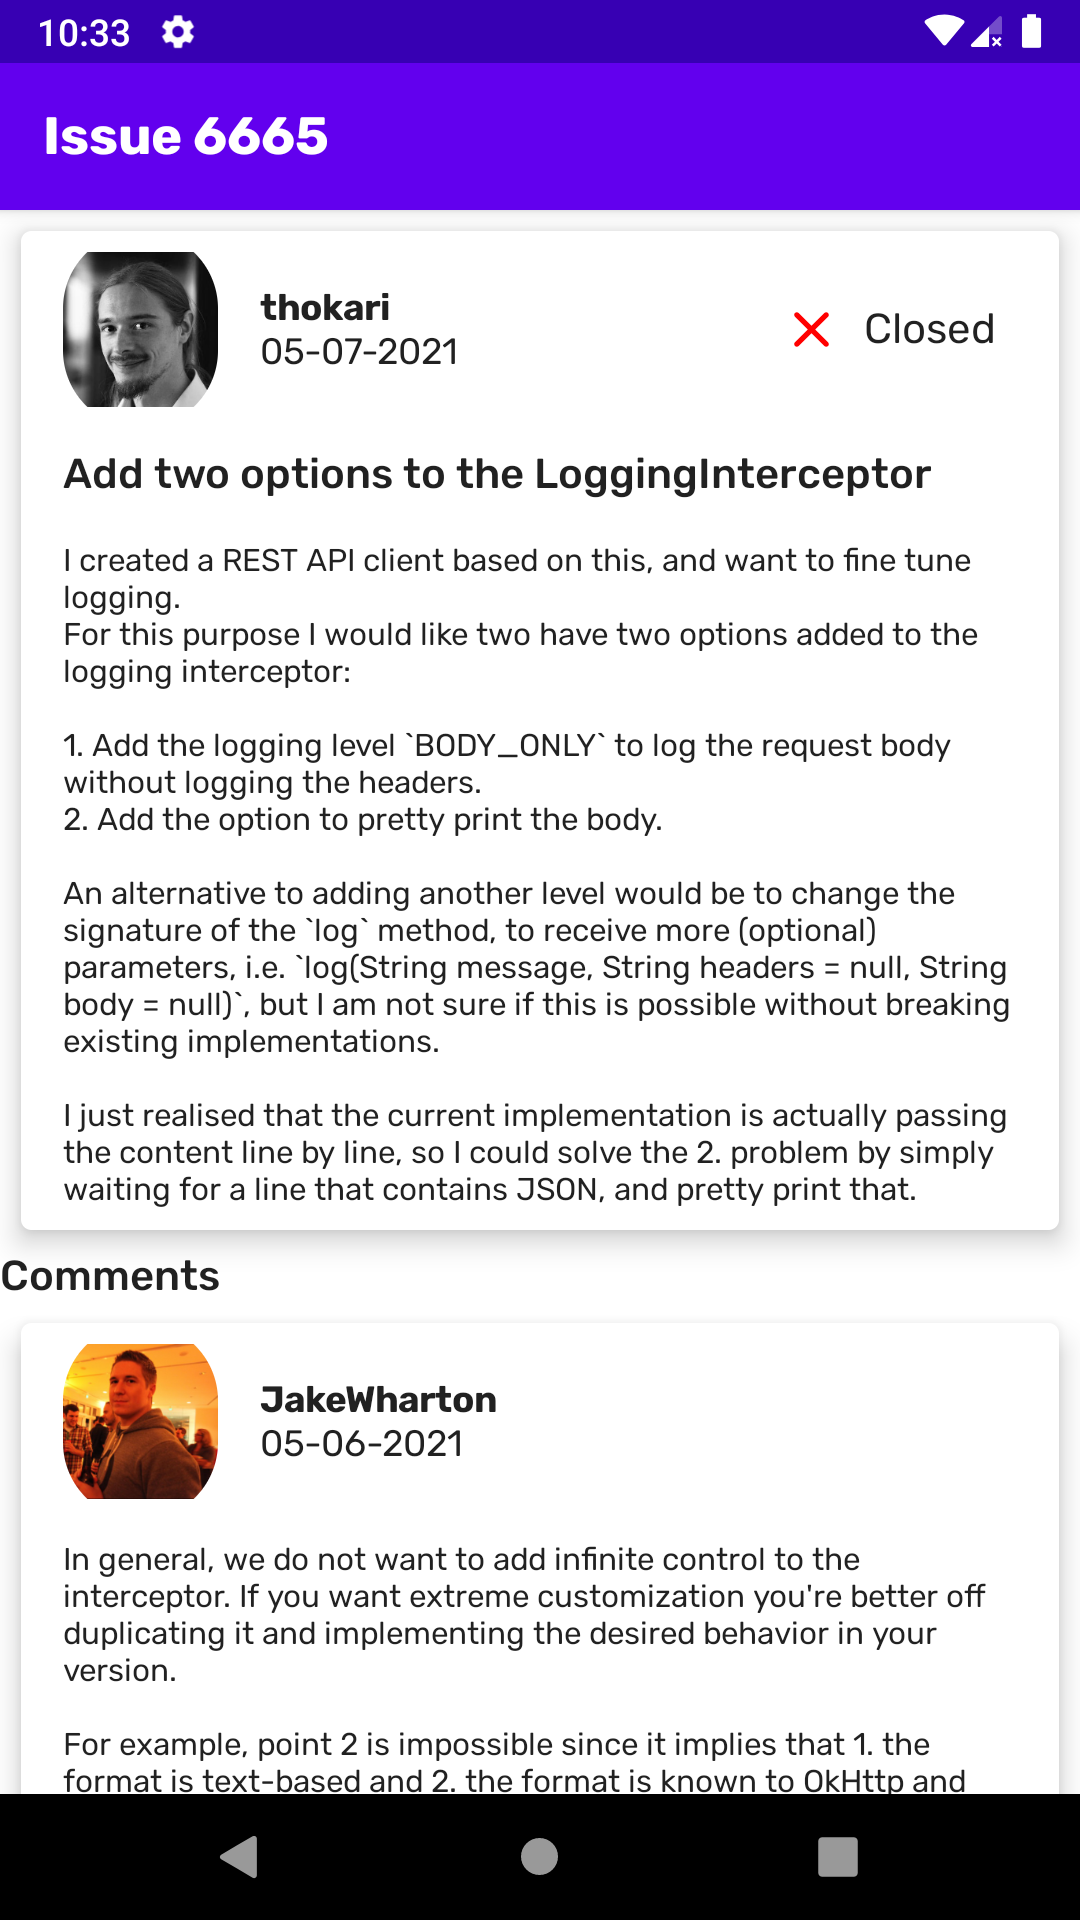 10:33
Issue 6665
thokari
05-07-2021
Closed
Add two options to the LoggingInterceptor
I created a REST API client based on this, and want to fine tune
logging.
For this purpose I would like two have two options added to the
logging interceptor:
1. Add the logging level `BODY_ONLY` to log the request body
without logging the headers.
2. Add the option to pretty print the body.
An alternative to adding another level would be to change the
signature of the `log` method, to receive more (optional)
parameters, i.e. `log(String message, String headers = null, String
body = null)`, but I am not sure if this is possible without breaking
existing implementations.
I just realised that the current implementation is actually passing
the content line by line, so I could solve the 2. problem by simply
waiting for a line that contains JSON, and pretty print that.
Comments
JakeWharton
05-06-2021
In general, we do not want to add infinite control to the
interceptor. If you want extreme customization you're better off
duplicating it and implementing the desired behavior in your
version.
For example, point 2 is impossible since it implies that 1. the
format is text-based and 2. the format is known to OkHttp and